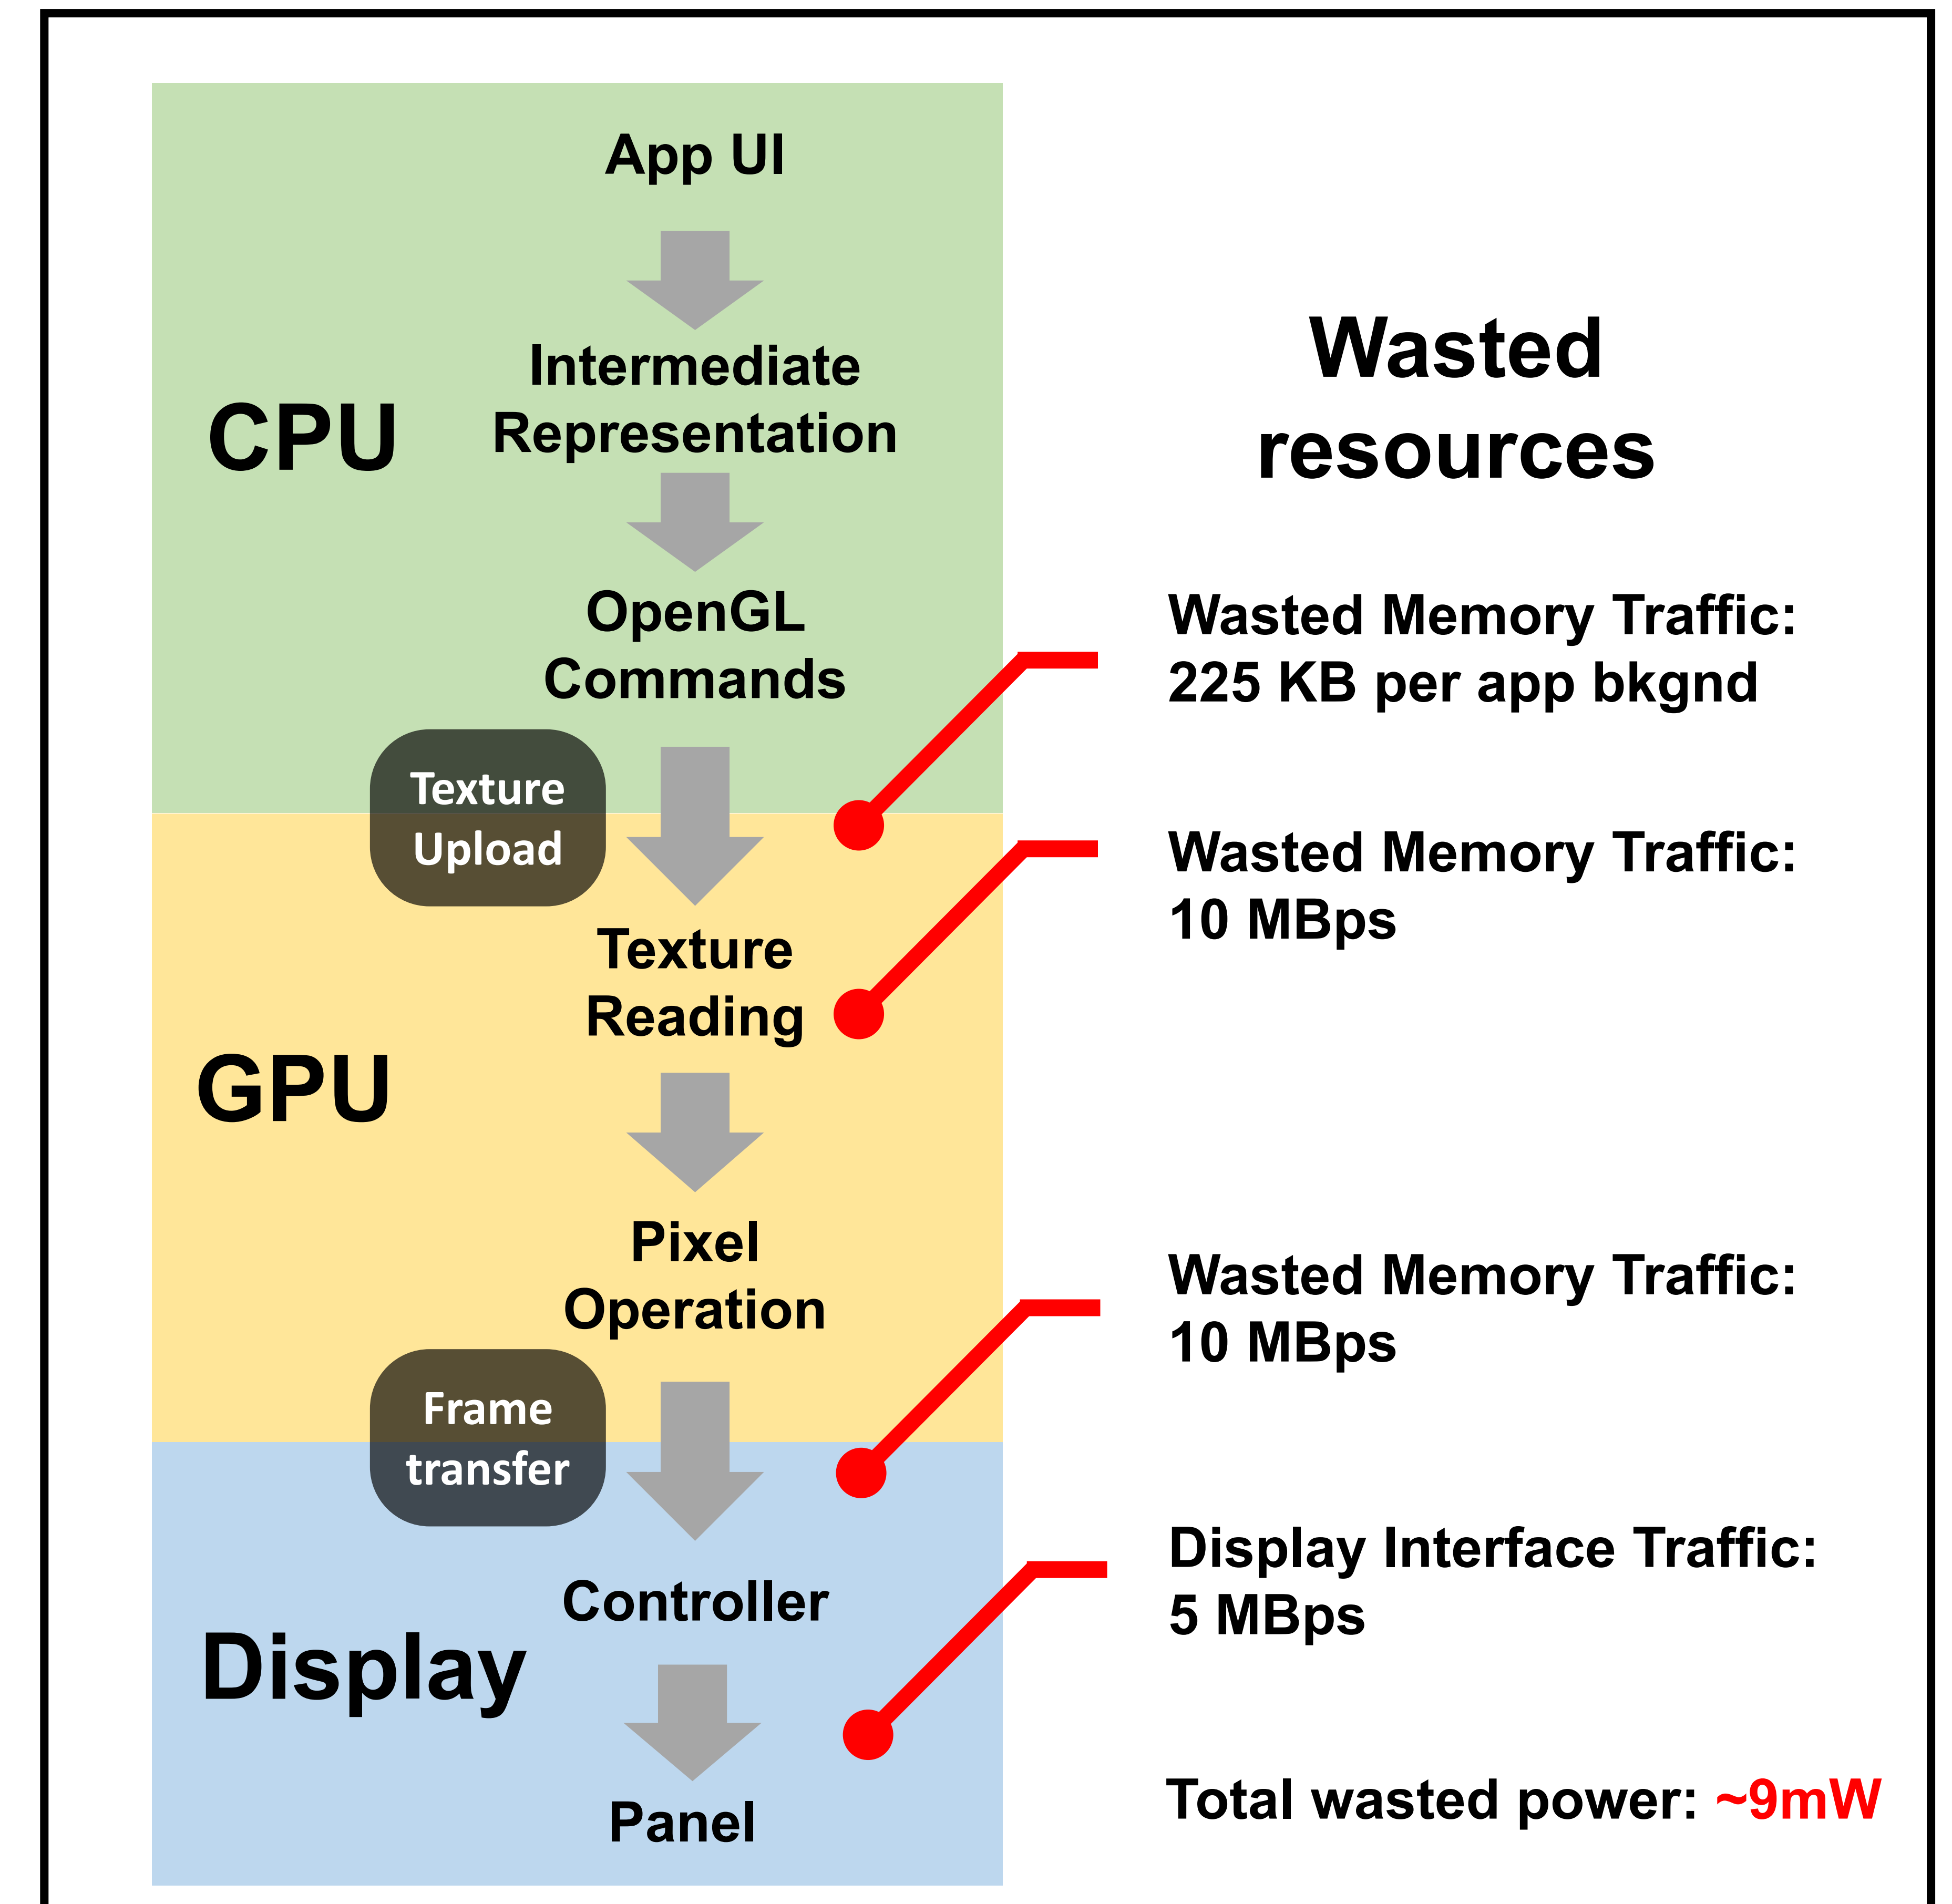 App UI
Intermediate
Representation
CPU
OpenGL
Commands
Texture
Upload
Texture
Reading
GPU
Pixel
Operation
Frame
transfer
Controller
Display
Panel
Wasted
resources
Wasted Memory Traffic:
225 KB per app bkgnd
Wasted Memory Traffic:
10 MBps
Wasted Memory Traffic:
10 MBps
Display Interface Traffic:
5 MBps
Total wasted power: ~9mW